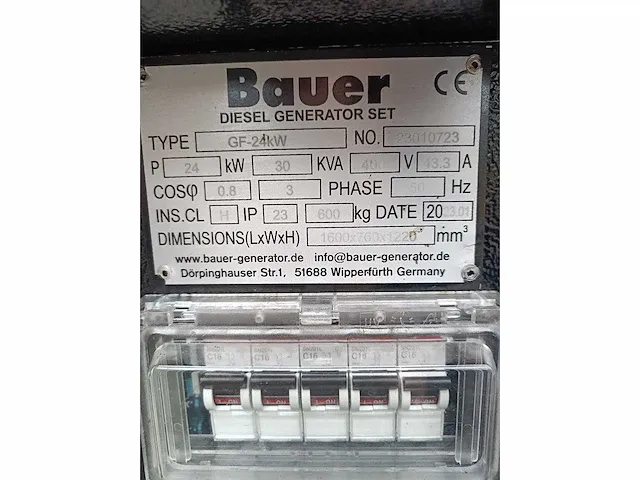 Bauer CE
DIESEL GENERATOR SET
TYPE GF-24kW NO. 23010723
P 24 kW 30 KVA 400 V 43.3 A
COSφ 0.8 3 PHASE 50 Hz
INS.CL H IP 23 600 kg DATE 2023.01
DIMENSIONS(LxWxH) 1600x760x1220 mm³
www.bauer-generator.de info@bauer-generator.de
Dörpinghauser Str.1, 51688 Wipperfürth Germany
C16 C16 C16 C16 C16